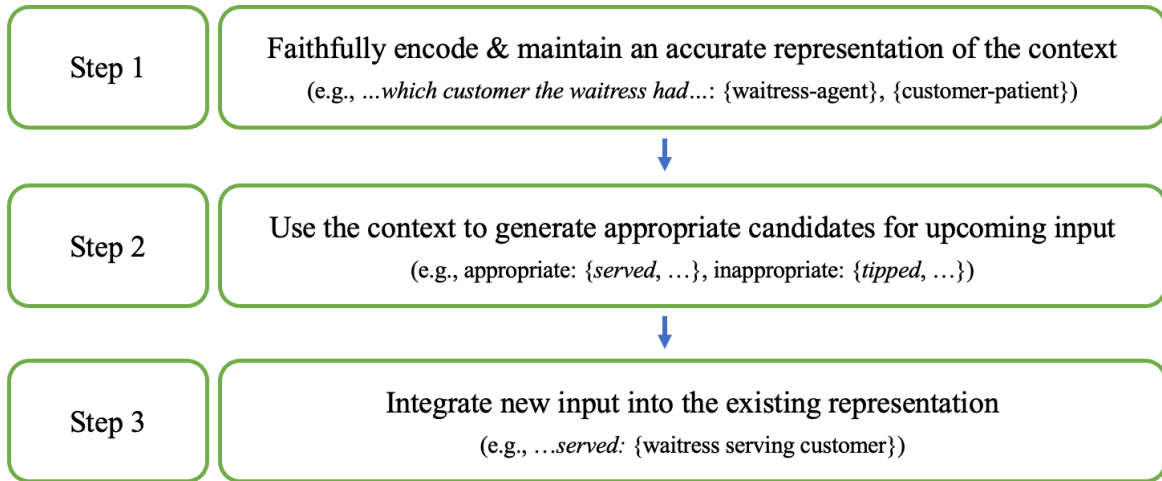 Step 1
Faithfully encode & maintain an accurate representation of the context
(e.g., ...which customer the waitress had...: {waitress-agent}, {customer-patient})
Step 2
Use the context to generate appropriate candidates for upcoming input
(e.g., appropriate: {served, ...}, inappropriate: {tipped, ...})
Step 3
Integrate new input into the existing representation
(e.g., ...served: {waitress serving customer})